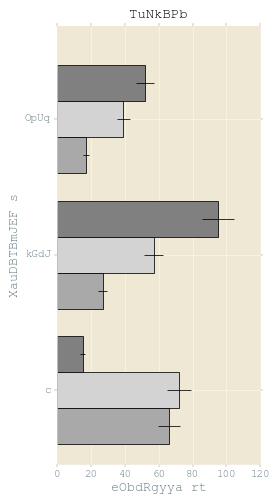 TuNkBPb
XauDBTBmJEF s
OpUq
kGdJ
c
0 20 40 60 80 100 120
eObdRgyya rt